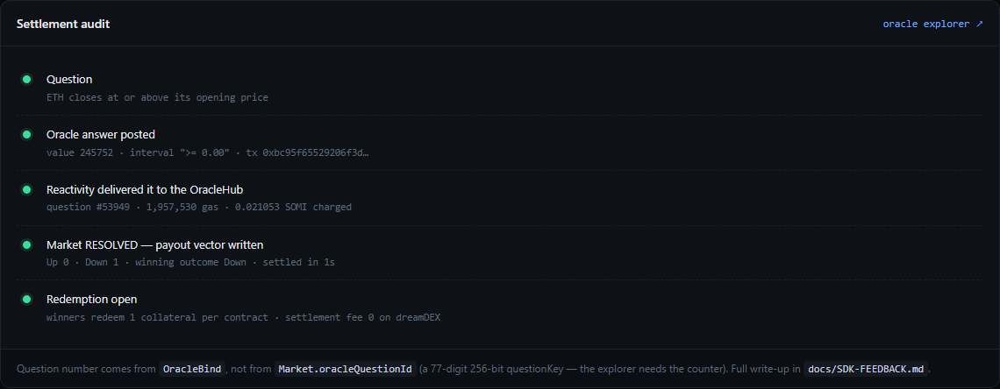 Settlement audit
oracle explorer ↗
Question
ETH closes at or above its opening price
Oracle answer posted
value 245752 · interval ">= 0.00" · tx 0xbc95f65529206f3d…
Reactivity delivered it to the OracleHub
question #53949 · 1,957,530 gas · 0.021053 SOMI charged
Market RESOLVED — payout vector written
Up 0 · Down 1 · winning outcome Down · settled in 1s
Redemption open
winners redeem 1 collateral per contract · settlement fee 0 on dreamDEX
Question number comes from OracleBind, not from Market.oracleQuestionId (a 77-digit 256-bit questionKey — the explorer needs the counter). Full write-up in docs/SDK-FEEDBACK.md.